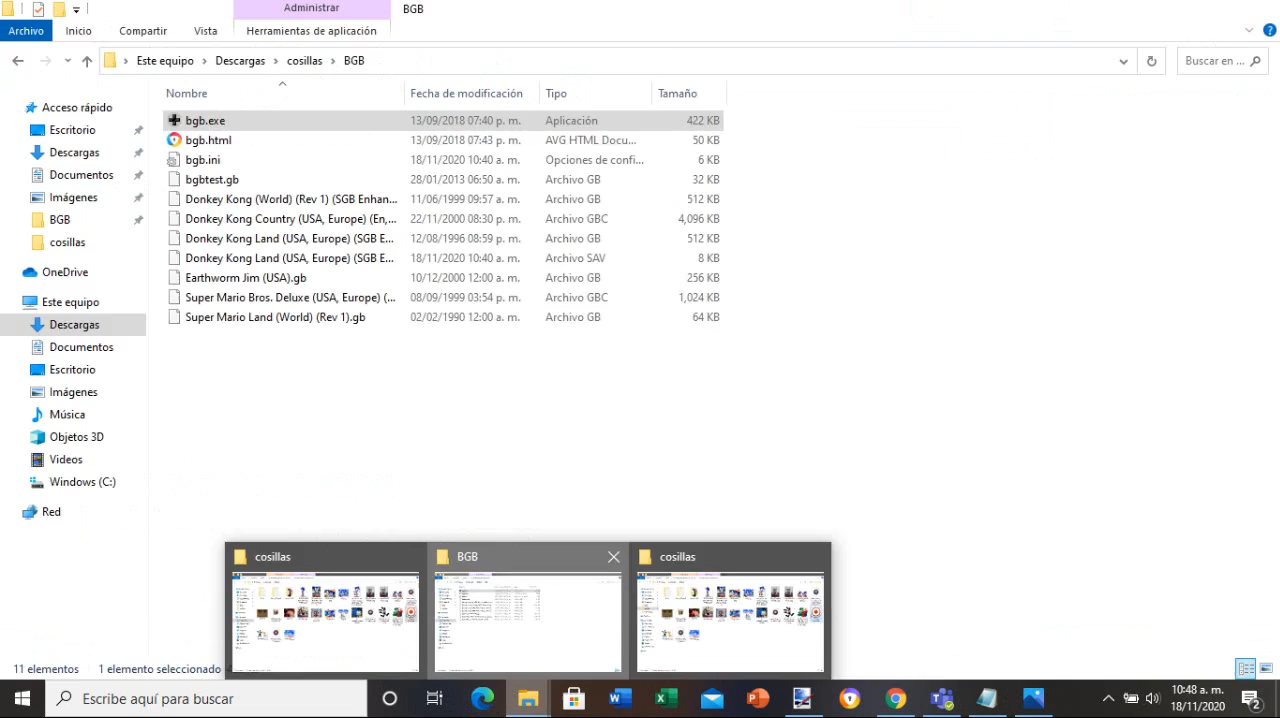 Administrar BGB
Archivo Inicio Compartir Vista Herramientas de aplicación
Este equipo Descargas cosillas BGB Buscar en ...
Nombre Fecha de modificación Tipo Tamaño
Acceso rápido
Escritorio
Descargas
Documentos
Imágenes
BGB
cosillas
OneDrive
Este equipo
Descargas
Documentos
Escritorio
Imágenes
Música
Objetos 3D
Videos
Windows (C:)
Red
bgb.exe 13/09/2018 07:40 p. m. Aplicación 422 KB
bgb.html 13/09/2018 07:43 p. m. AVG HTML Docu... 50 KB
bgb.ini 18/11/2020 10:40 a. m. Opciones de confi... 6 KB
bgbtest.gb 28/01/2013 06:50 a. m. Archivo GB 32 KB
Donkey Kong (World) (Rev 1) (SGB Enhan... 11/06/1999 09:57 a. m. Archivo GB 512 KB
Donkey Kong Country (USA, Europe) (En,... 22/11/2000 08:30 p. m. Archivo GBC 4,096 KB
Donkey Kong Land (USA, Europe) (SGB E... 12/08/1996 08:59 p. m. Archivo GB 512 KB
Donkey Kong Land (USA, Europe) (SGB E... 18/11/2020 10:40 a. m. Archivo SAV 8 KB
Earthworm Jim (USA).gb 10/12/2000 12:00 a. m. Archivo GB 256 KB
Super Mario Bros. Deluxe (USA, Europe) (... 08/09/1999 03:54 p. m. Archivo GBC 1,024 KB
Super Mario Land (World) (Rev 1).gb 02/02/1990 12:00 a. m. Archivo GB 64 KB
cosillas BGB cosillas
11 elementos 1 elemento seleccionado
Escribe aquí para buscar
10:48 a. m.
18/11/2020
2